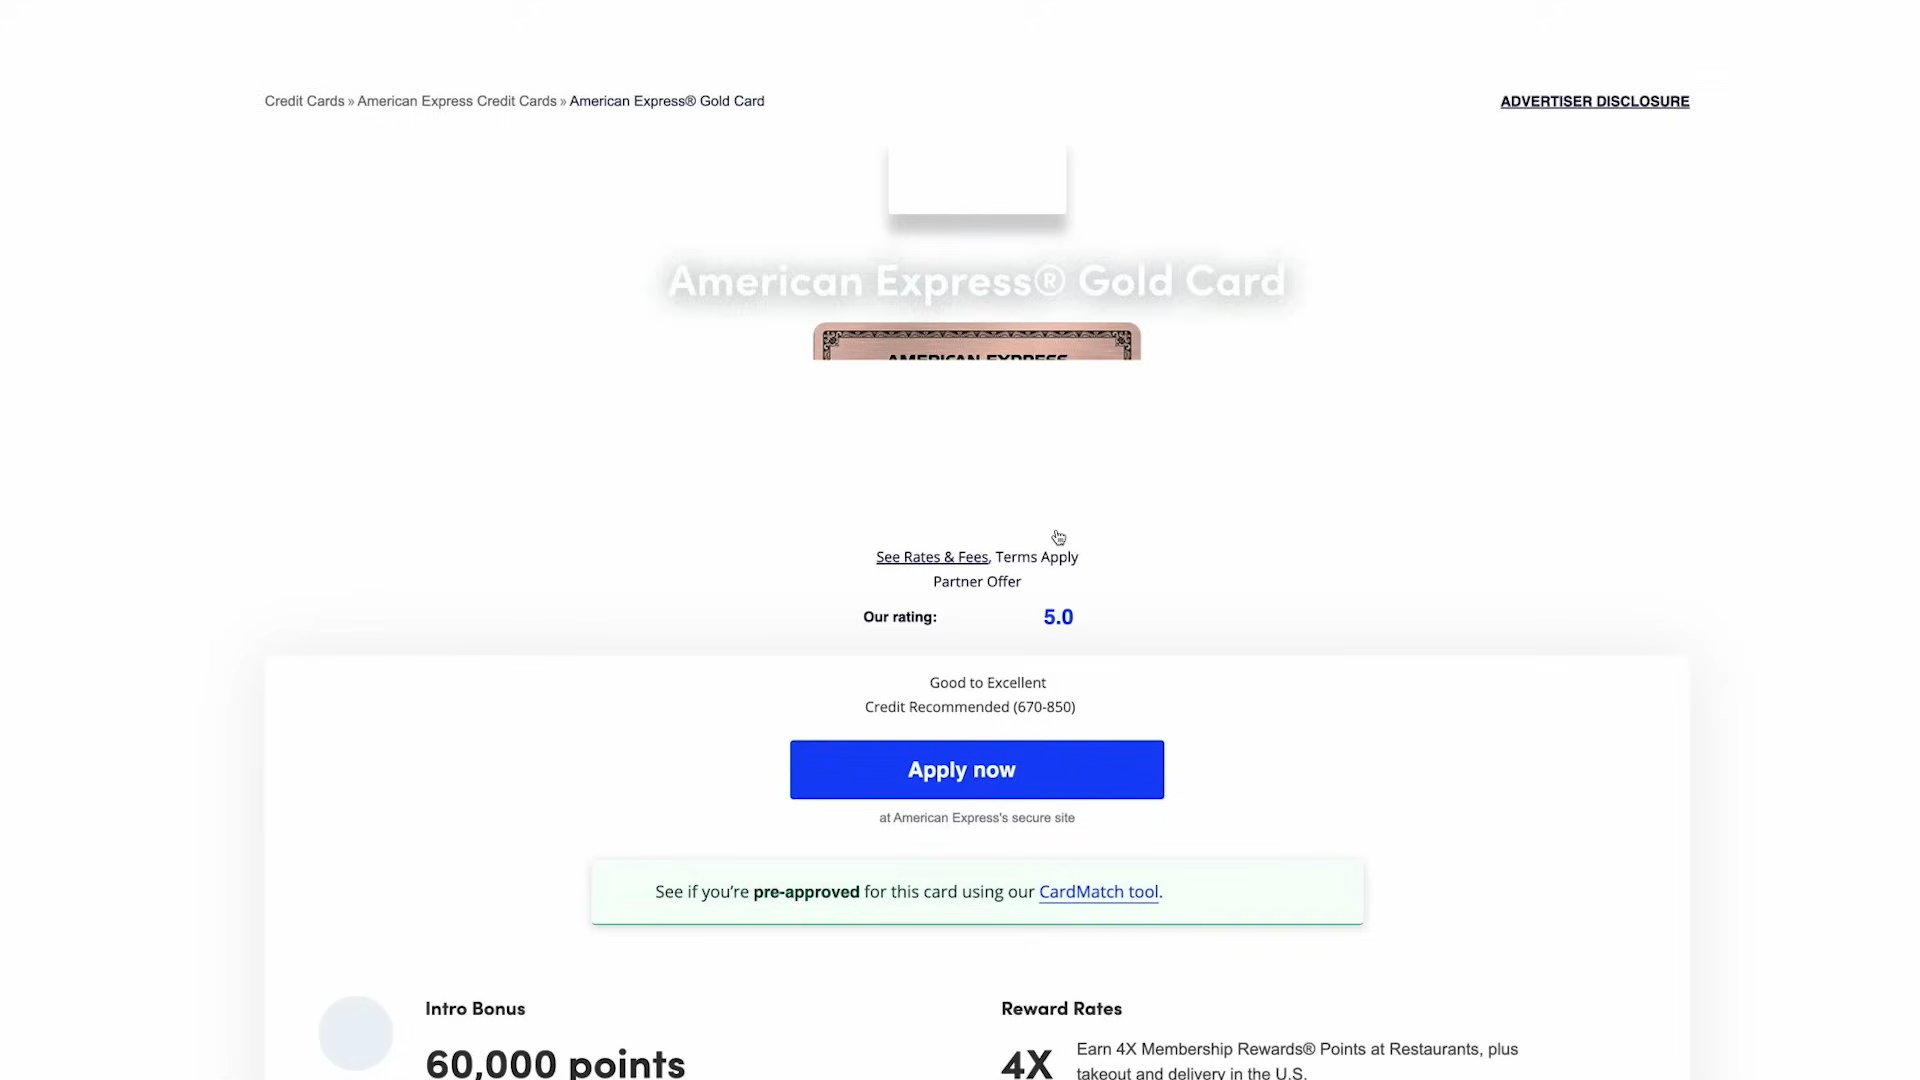 Credit Cards » American Express Credit Cards » American Express® Gold Card
ADVERTISER DISCLOSURE
American Express® Gold Card
AMERICAN EXPRESS
See Rates & Fees, Terms Apply
Partner Offer
Our rating: 5.0
Good to Excellent
Credit Recommended (670-850)
Apply now
at American Express's secure site
See if you’re pre-approved for this card using our CardMatch tool.
Intro Bonus
60,000 points
Reward Rates
4X
Earn 4X Membership Rewards® Points at Restaurants, plus
takeout and delivery in the U.S.